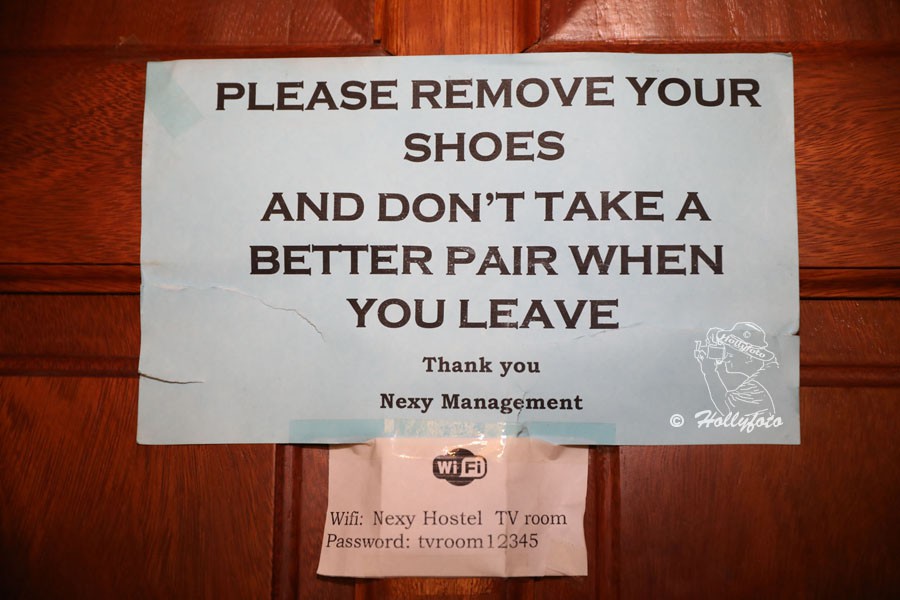 PLEASE REMOVE YOUR
SHOES
AND DON'T TAKE A
BETTER PAIR WHEN
YOU LEAVE
Thank you
Nexy Management
Hollyfoto
© Hollyfoto
WiFi
Wifi: Nexy Hostel TV room
Password: tvroom12345